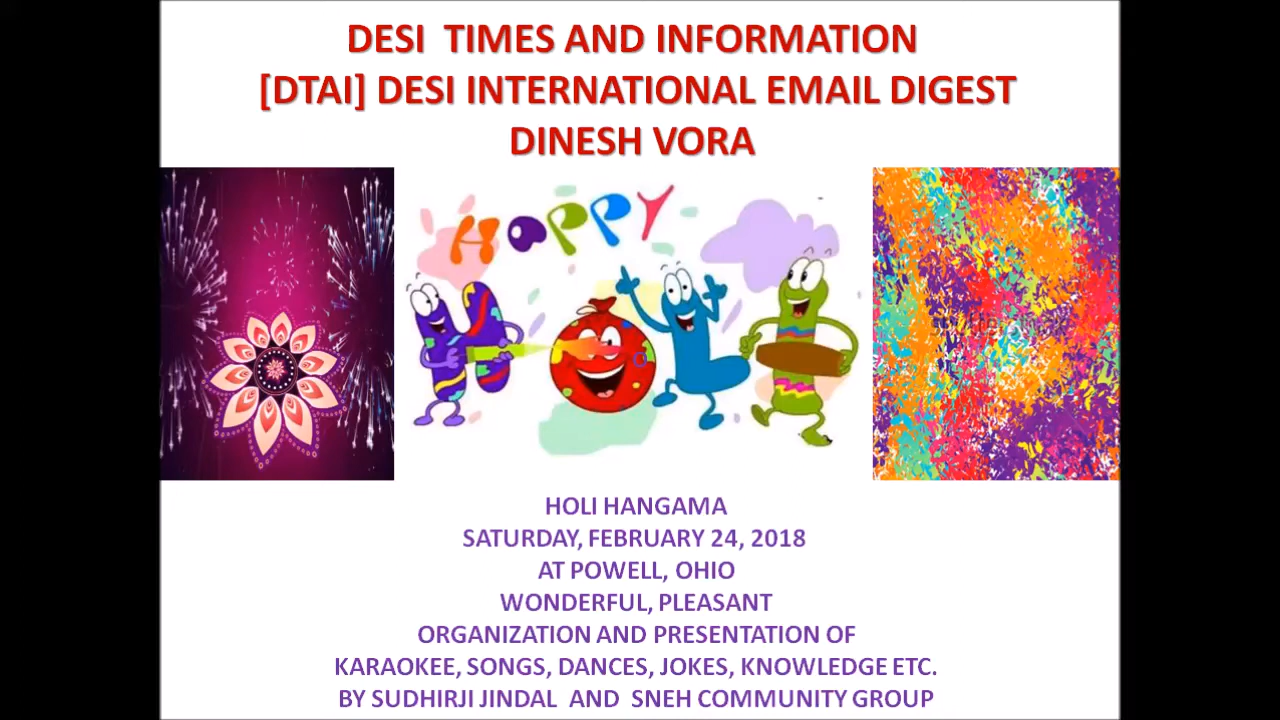 DESI TIMES AND INFORMATION
[DTAI] DESI INTERNATIONAL EMAIL DIGEST
DINESH VORA
HAPPY
HOLI
HOLI HANGAMA
SATURDAY, FEBRUARY 24, 2018
AT POWELL, OHIO
WONDERFUL, PLEASANT
ORGANIZATION AND PRESENTATION OF
KARAOKEE, SONGS, DANCES, JOKES, KNOWLEDGE ETC.
BY SUDHIRJI JINDAL AND SNEH COMMUNITY GROUP